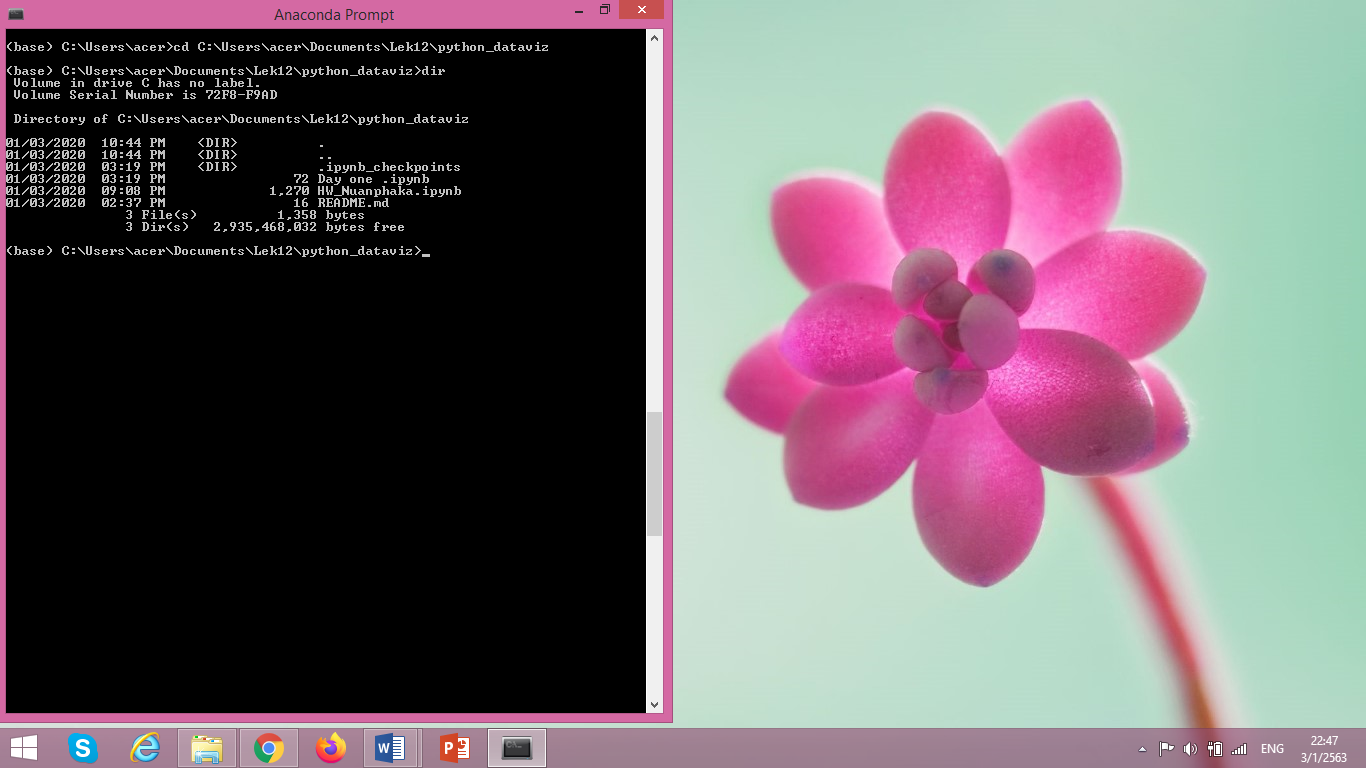 Anaconda Prompt
(base) C:\Users\acer>cd C:\Users\acer\Documents\Lek12\python_dataviz
(base) C:\Users\acer\Documents\Lek12\python_dataviz>dir
 Volume in drive C has no label.
 Volume Serial Number is 72F8-F9AD
 Directory of C:\Users\acer\Documents\Lek12\python_dataviz
01/03/2020  10:44 PM    <DIR>          .
01/03/2020  10:44 PM    <DIR>          ..
01/03/2020  03:19 PM    <DIR>          .ipynb_checkpoints
01/03/2020  03:19 PM                72 Day one .ipynb
01/03/2020  09:08 PM             1,270 HW_Nuanphaka.ipynb
01/03/2020  02:37 PM                16 README.md
               3 File(s)          1,358 bytes
               3 Dir(s)   2,935,468,032 bytes free
(base) C:\Users\acer\Documents\Lek12\python_dataviz>_
ENG
22:47
3/1/2563